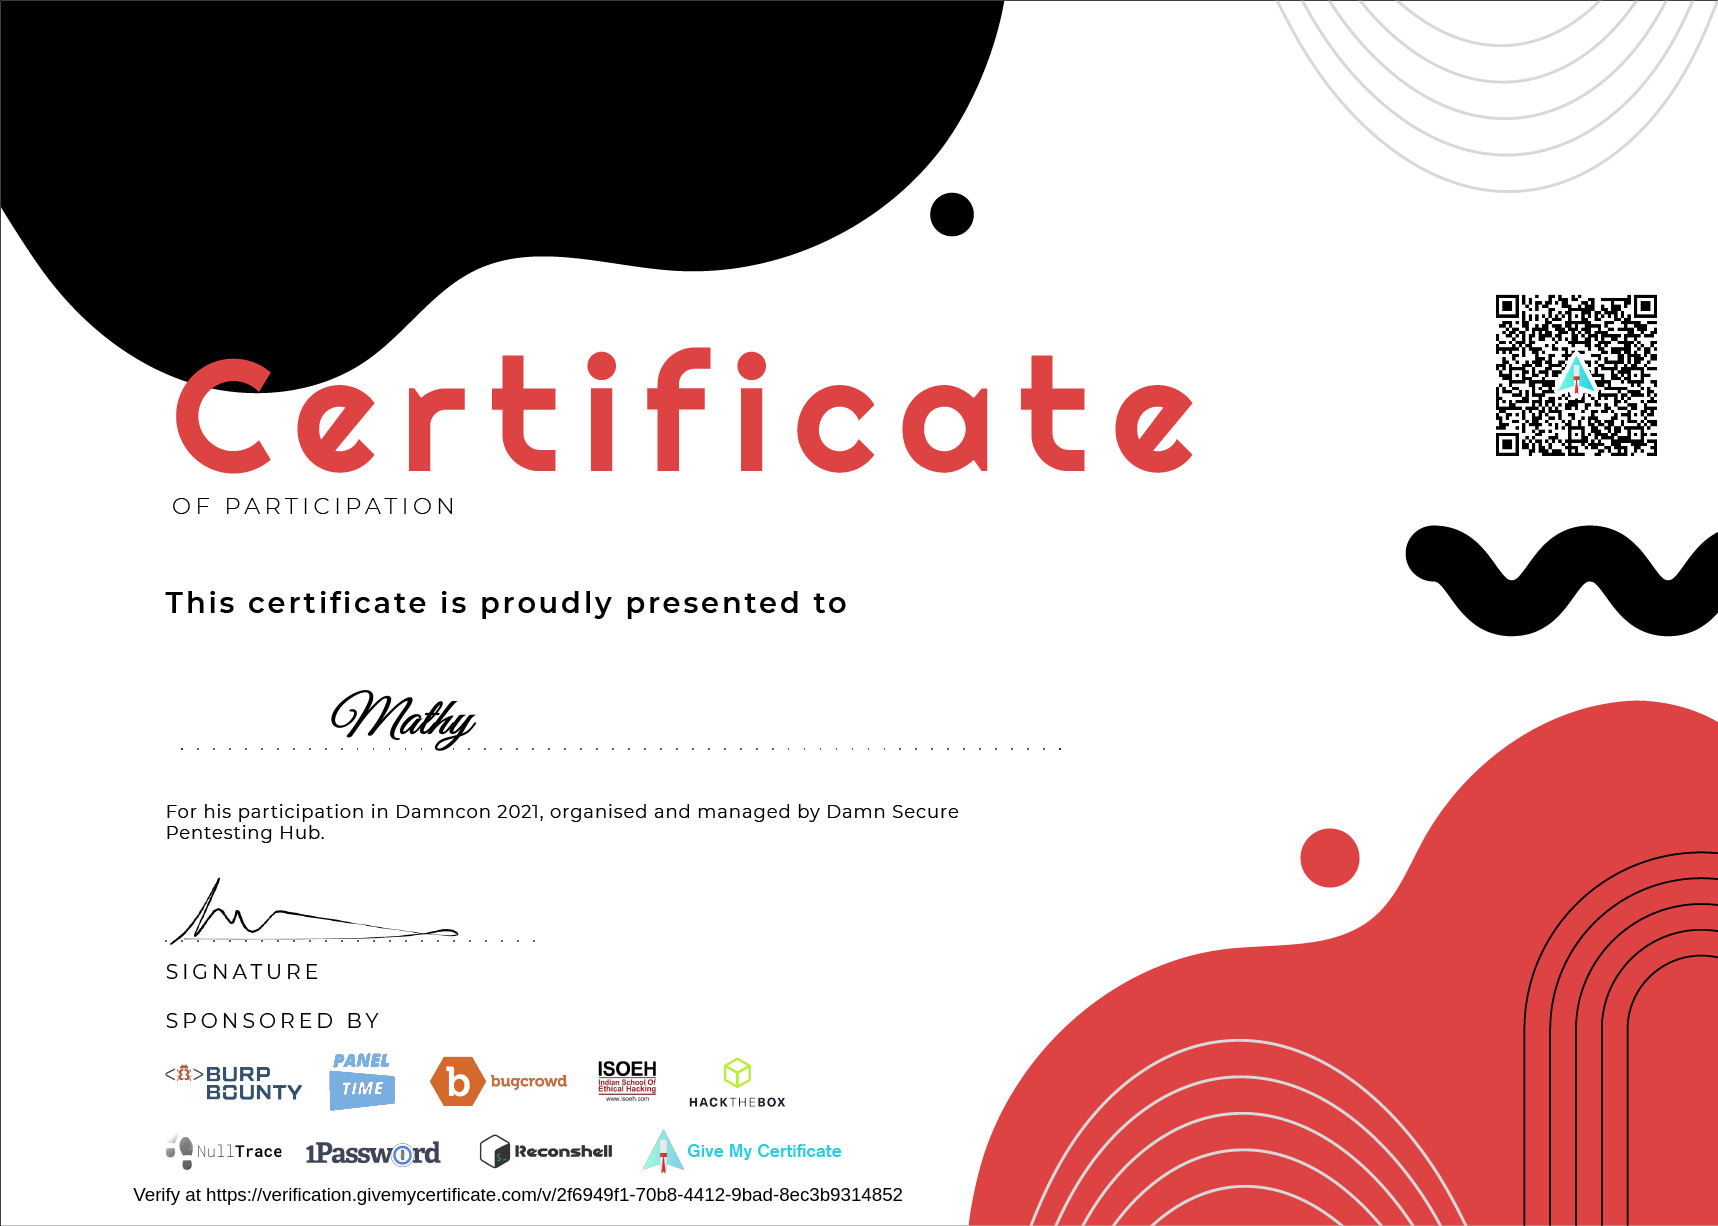 Certificate
OF PARTICIPATION
This certificate is proudly presented to
Mathy
For his participation in Damncon 2021, organised and managed by Damn Secure
Pentesting Hub.
SIGNATURE
SPONSORED BY
<> BURP
BOUNTY
PANEL
TIME
b bugcrowd
ISOEH
Indian School Of
Ethical Hacking
www.isoeh.com
HACKTHEBOX
NullTrace
1Password
Reconshell
Give My Certificate
Verify at https://verification.givemycertificate.com/v/2f6949f1-70b8-4412-9bad-8ec3b9314852